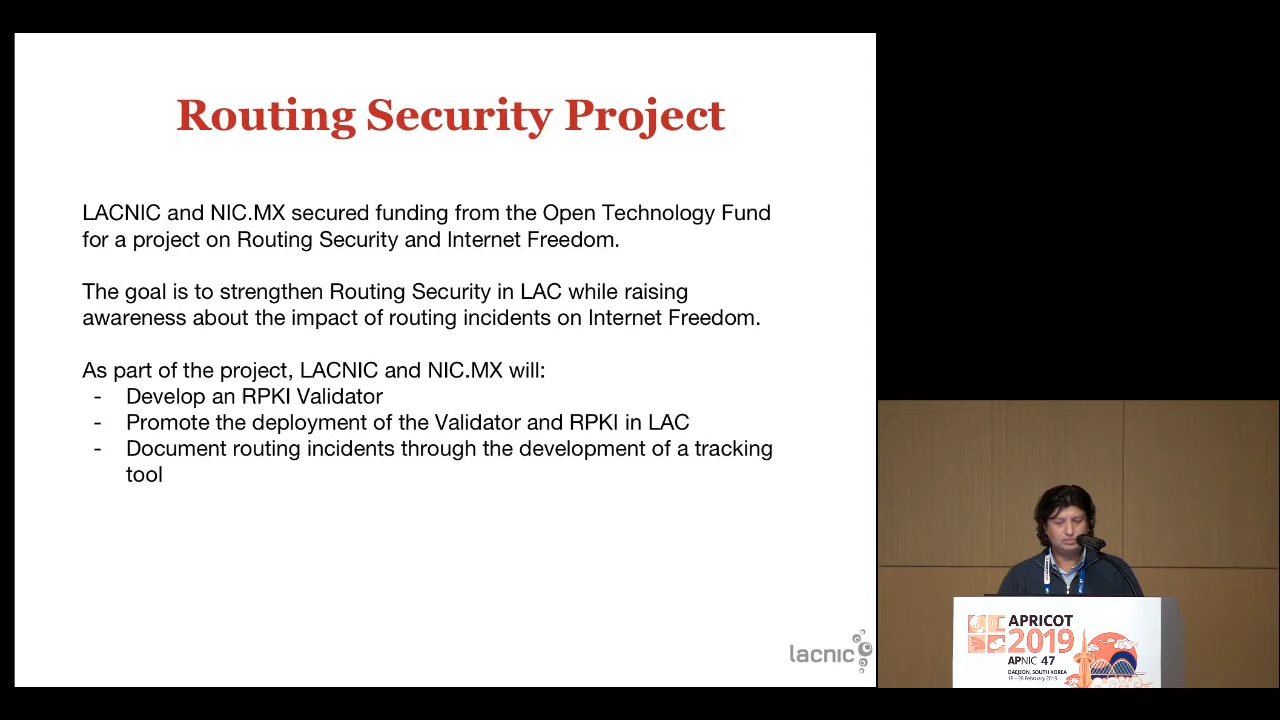 Routing Security Project
LACNIC and NIC.MX secured funding from the Open Technology Fund
for a project on Routing Security and Internet Freedom.
The goal is to strengthen Routing Security in LAC while raising
awareness about the impact of routing incidents on Internet Freedom.
As part of the project, LACNIC and NIC.MX will:
- Develop an RPKI Validator
- Promote the deployment of the Validator and RPKI in LAC
- Document routing incidents through the development of a tracking
tool
lacnic
APRICOT
2019
APNIC 47
DAEJEON, SOUTH KOREA
18 - 28 February 2019